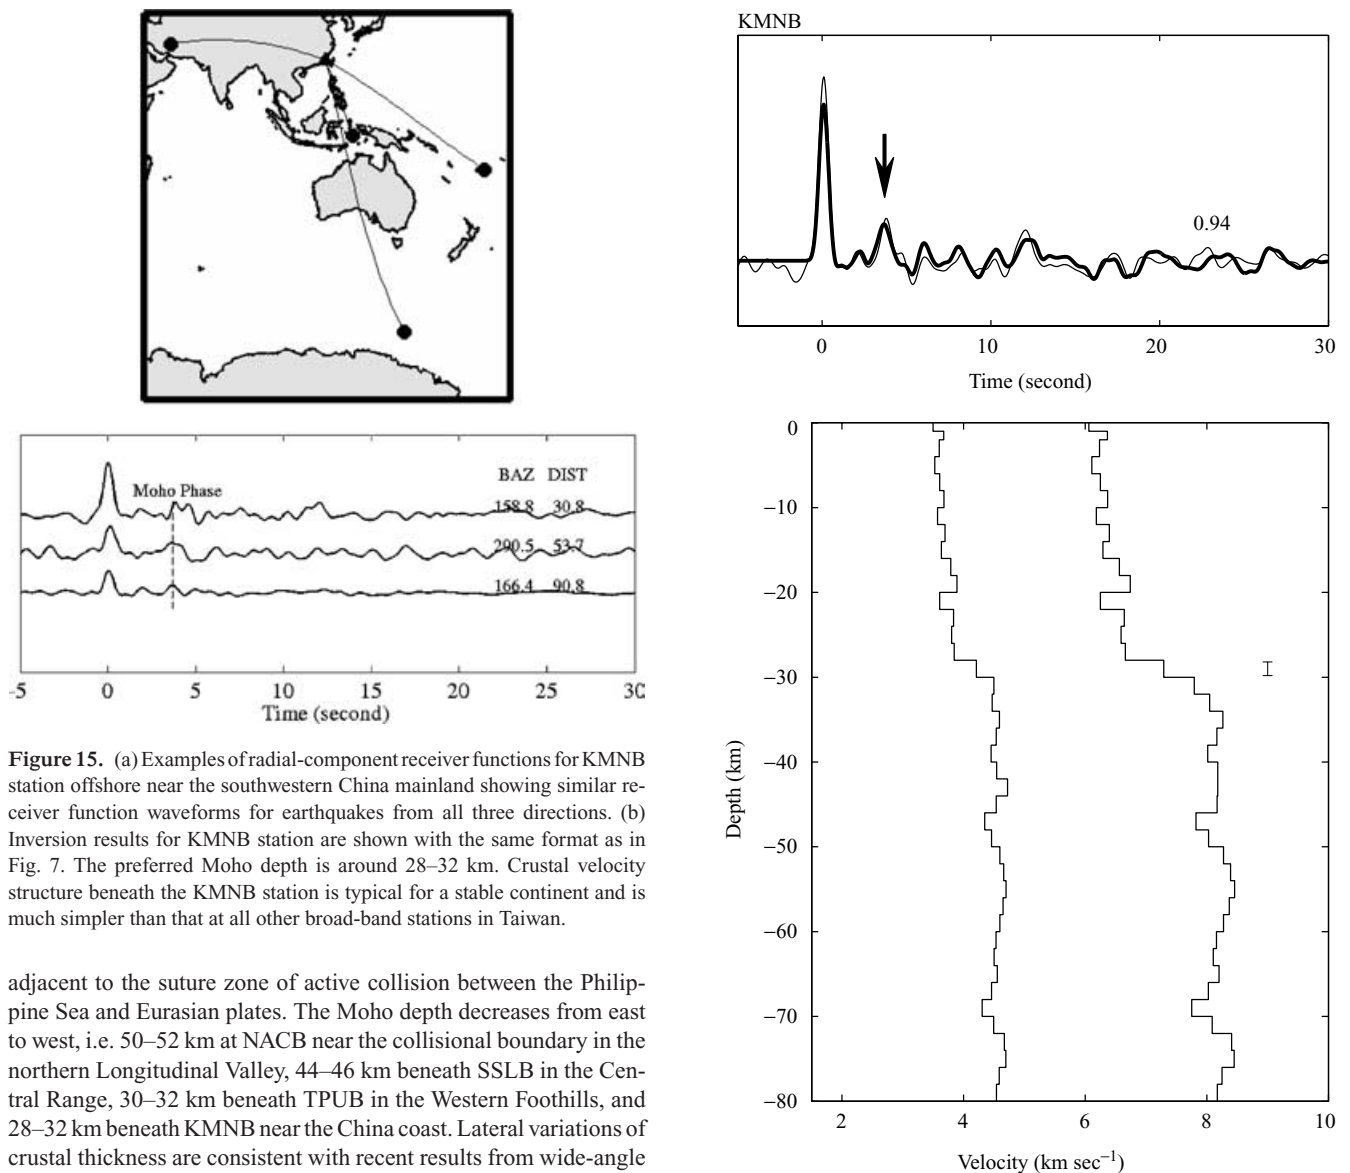 BAZ DIST
Moho Phase
158.8 30.8
290.5 53.7
166.4 90.8
-5 0 5 10 15 20 25 30
Time (second)
Figure 15. (a) Examples of radial-component receiver functions for KMNB
station offshore near the southwestern China mainland showing similar re-
ceiver function waveforms for earthquakes from all three directions. (b)
Inversion results for KMNB station are shown with the same format as in
Fig. 7. The preferred Moho depth is around 28–32 km. Crustal velocity
structure beneath the KMNB station is typical for a stable continent and is
much simpler than that at all other broad-band stations in Taiwan.
adjacent to the suture zone of active collision between the Philip-
pine Sea and Eurasian plates. The Moho depth decreases from east
to west, i.e. 50–52 km at NACB near the collisional boundary in the
northern Longitudinal Valley, 44–46 km beneath SSLB in the Cen-
tral Range, 30–32 km beneath TPUB in the Western Foothills, and
28–32 km beneath KMNB near the China coast. Lateral variations of
crustal thickness are consistent with recent results from wide-angle
KMNB
0.94
0 10 20 30
Time (second)
0
−10
−20
−30
−40
−50
−60
−70
−80
Depth (km)
2 4 6 8 10
Velocity (km sec⁻¹)